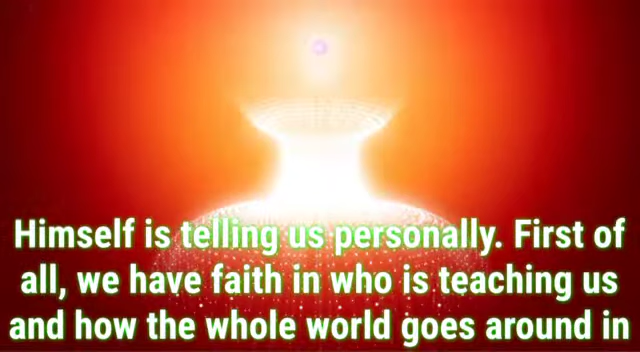 Himself is telling us personally. First of
all, we have faith in who is teaching us
and how the whole world goes around in